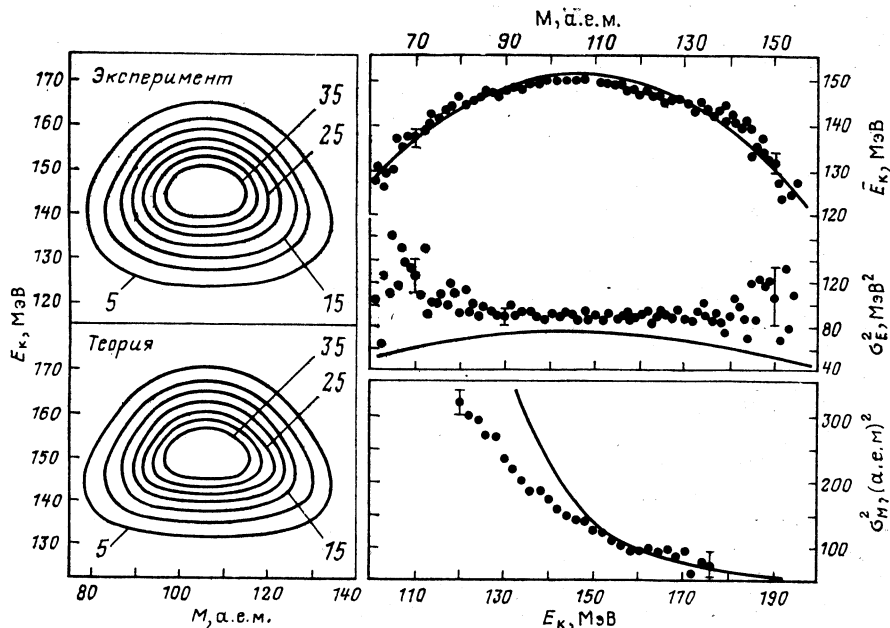 M, а.е.м.
70 90 110 130 150
170
160
150
140
130
120
Эксперимент
35
25
15
5
E_к, МэВ
Теория
35
25
15
5
170
160
150
140
130
80 100 120 140
M, а.е.м.
150
140
130
120
Ē_к, МэВ
120
80
40
σ²_E, МэВ²
300
200
100
σ²_M, (а.е.м)²
110 130 150 170 190
E_к, МэВ